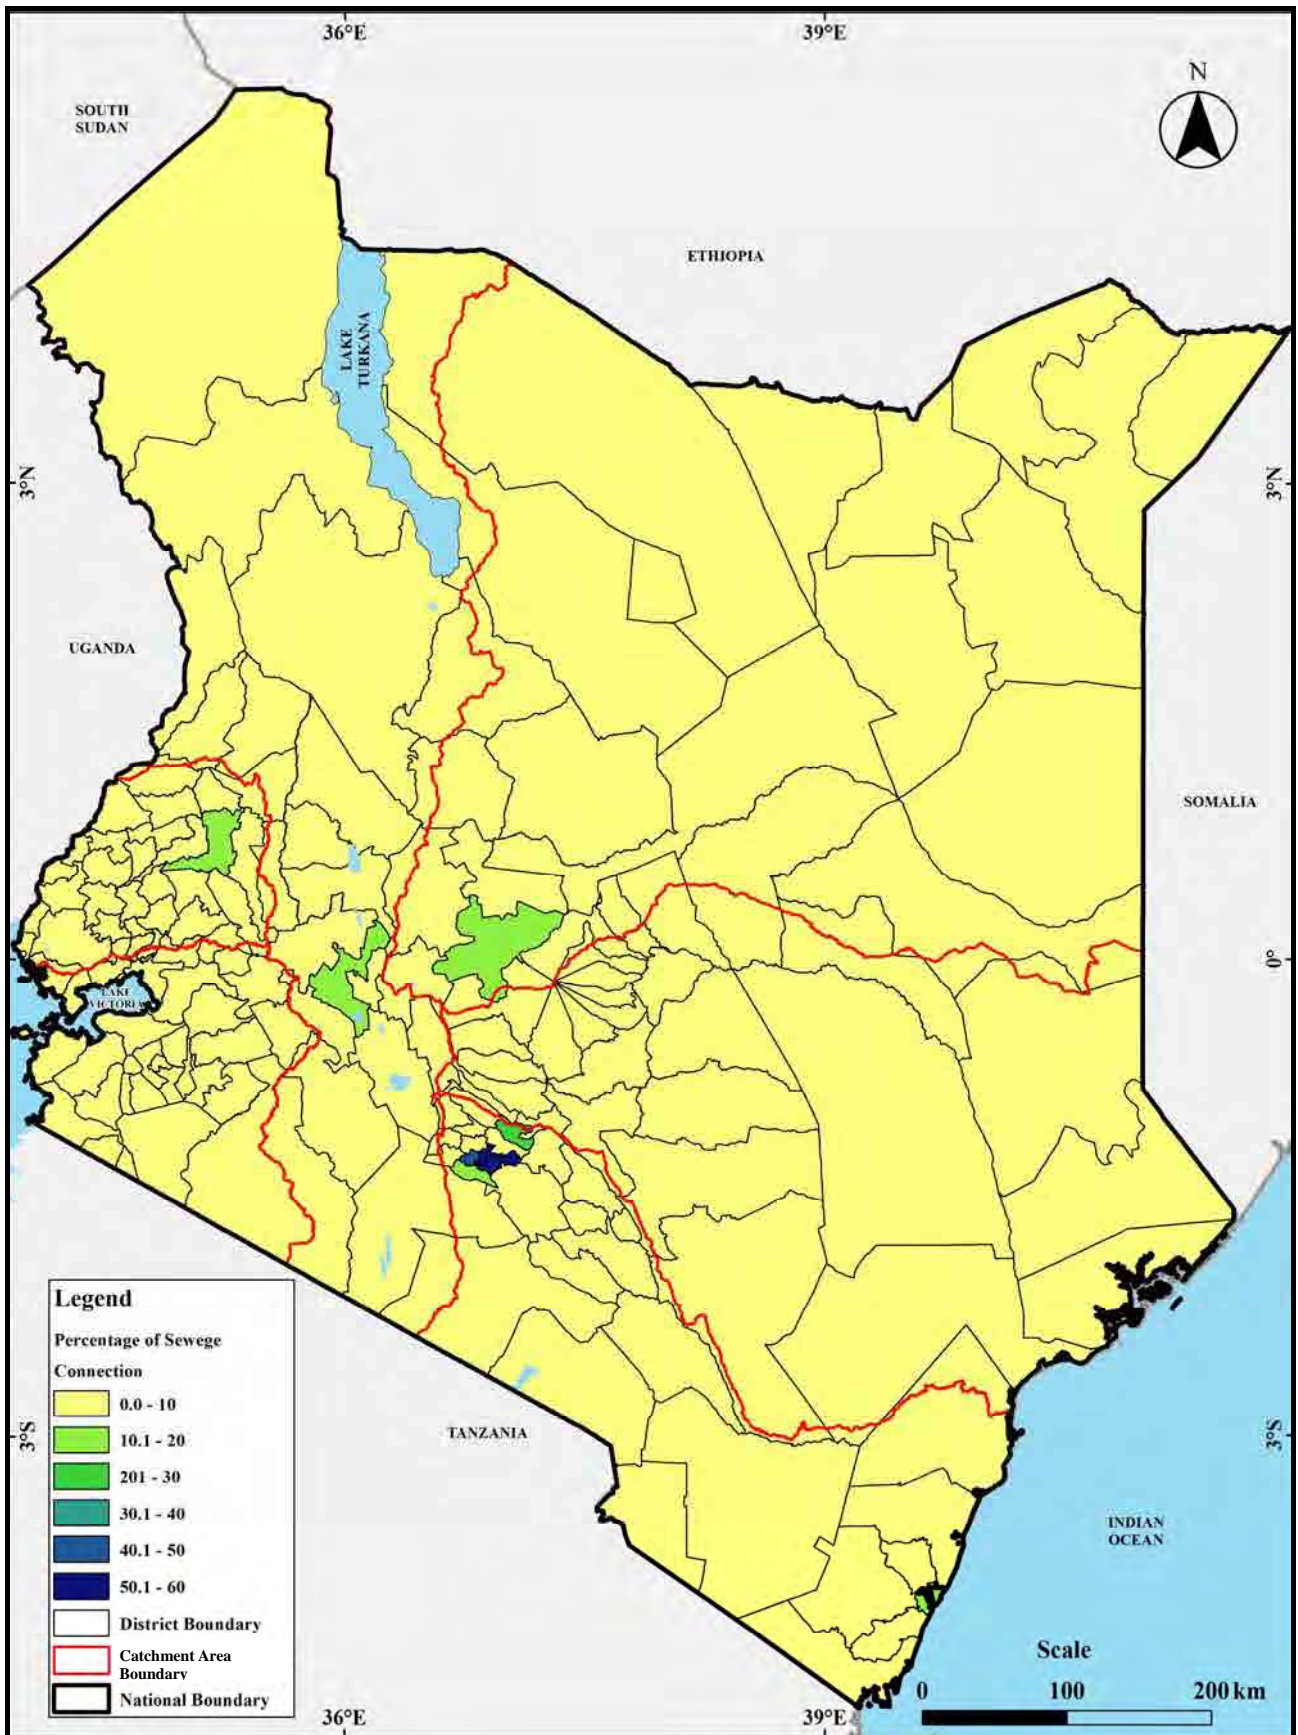 36°E
39°E
N
SOUTH
SUDAN
ETHIOPIA
LAKE
TURKANA
3°N
3°N
UGANDA
SOMALIA
0°
LAKE
VICTORIA
Legend
Percentage of Sewege
Connection
0.0 - 10
10.1 - 20
201 - 30
30.1 - 40
40.1 - 50
50.1 - 60
District Boundary
Catchment Area
Boundary
National Boundary
TANZANIA
3°S
3°S
INDIAN
OCEAN
Scale
0
100
200 km
36°E
39°E